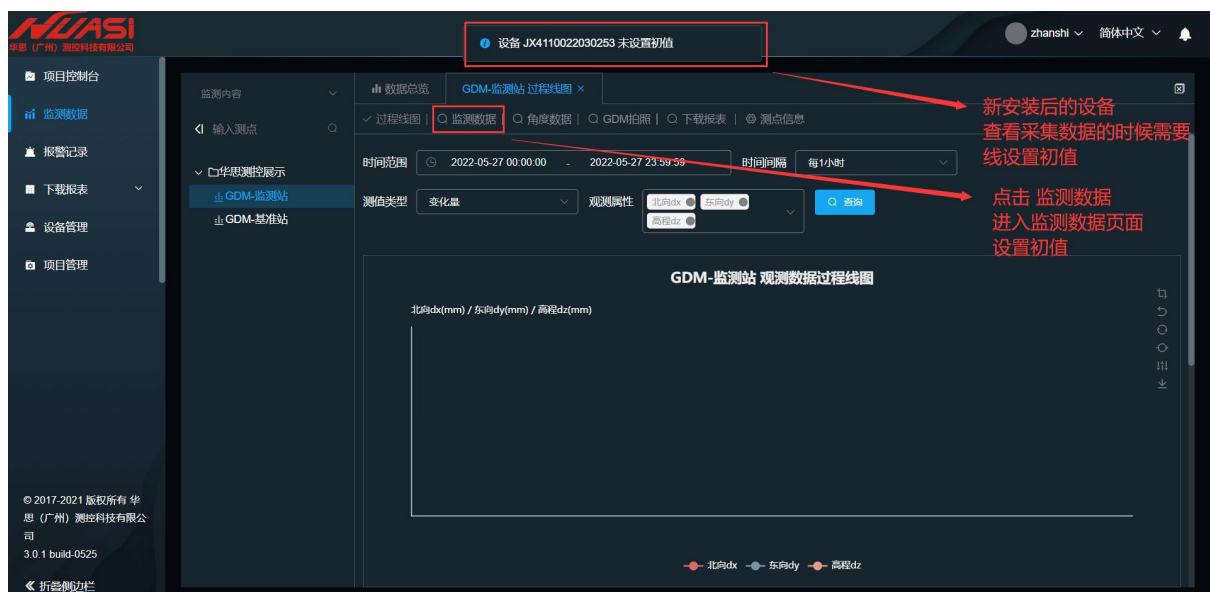 HUASI
华思（广州）测控科技有限公司
设备 JX4110022030253 未设置初值
zhanshi
简体中文
项目控制台
监测数据
报警记录
下载报表
设备管理
项目管理
© 2017-2021 版权所有 华
思（广州）测控科技有限公
司
3.0.1 build-0525
折叠侧边栏
监测内容
输入测点
华思测控展示
GDM-监测站
GDM-基准站
数据总览
GDM-监测站 过程线图 ×
过程线图 | 监测数据 | 角度数据 | GDM拍照 | 下载报表 | 测点信息
时间范围 2022-05-27 00:00:00 - 2022-05-27 23:59:59 时间间隔 每1小时
测值类型 变化量 观测属性 北向dx 东向dy 查询
高程dz
GDM-监测站 观测数据过程线图
北向dx(mm) / 东向dy(mm) / 高程dz(mm)
北向dx 东向dy 高程dz
新安装后的设备
查看采集数据的时候需要
线设置初值
点击 监测数据
进入监测数据页面
设置初值